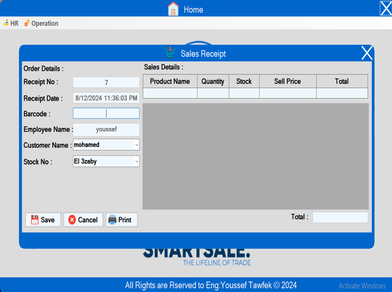 Home
HR Operation
Sales Receipt
Order Details :
Receipt No : 7
Receipt Date : 8/12/2024 11:36:03 PM
Barcode :
Employee Name : youssef
Customer Name : mohamed
Stock No : El 3zaby
Save Cancel Print
Sales Details :
Product Name Quantity Stock Sell Price Total
Total :
SMARTSALE.
THE LIFELINE OF TRADE
All Rights are Rserved to Eng:Youssef Tawfek © 2024
Activate Windows